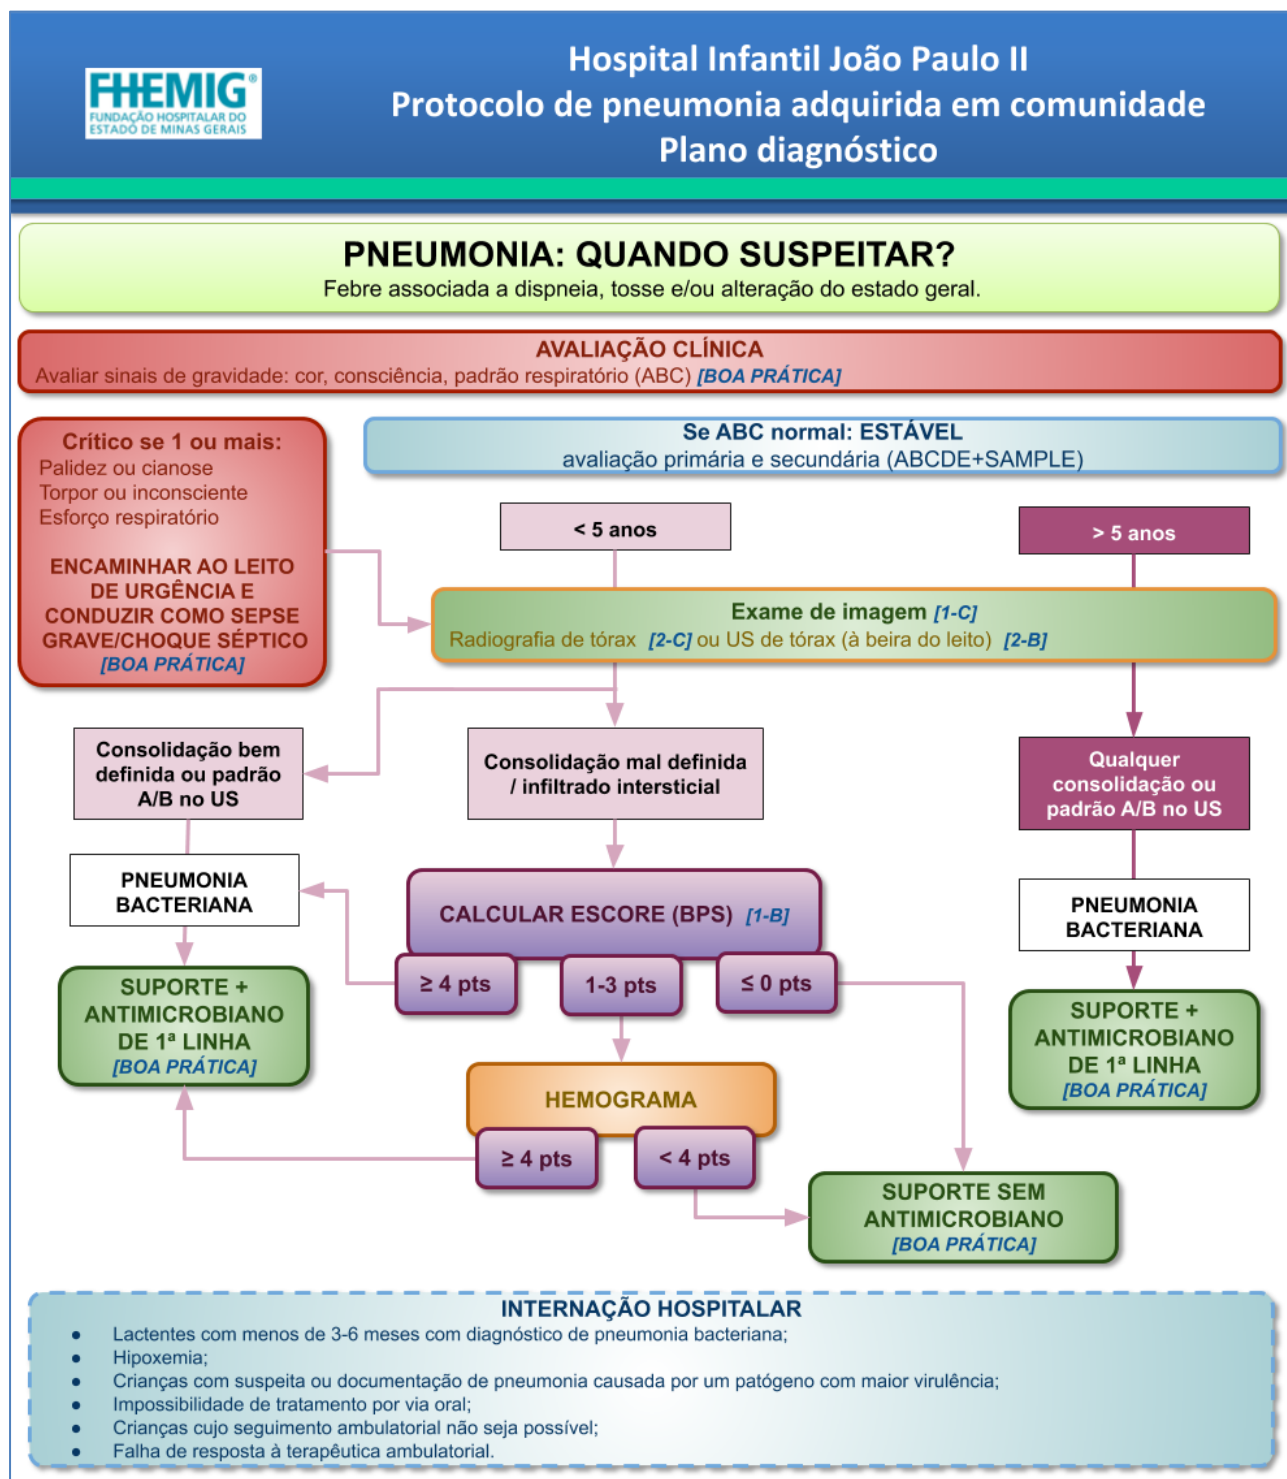 FHEMIG®
FUNDAÇÃO HOSPITALAR DO
ESTADO DE MINAS GERAIS
Hospital Infantil João Paulo II
Protocolo de pneumonia adquirida em comunidade
Plano diagnóstico
PNEUMONIA: QUANDO SUSPEITAR?
Febre associada a dispneia, tosse e/ou alteração do estado geral.
AVALIAÇÃO CLÍNICA
Avaliar sinais de gravidade: cor, consciência, padrão respiratório (ABC) [BOA PRÁTICA]
Crítico se 1 ou mais:
Palidez ou cianose
Torpor ou inconsciente
Esforço respiratório
ENCAMINHAR AO LEITO
DE URGÊNCIA E
CONDUZIR COMO SEPSE
GRAVE/CHOQUE SÉPTICO
[BOA PRÁTICA]
Se ABC normal: ESTÁVEL
avaliação primária e secundária (ABCDE+SAMPLE)
< 5 anos
> 5 anos
Exame de imagem [1-C]
Radiografia de tórax [2-C] ou US de tórax (à beira do leito) [2-B]
Consolidação bem
definida ou padrão
A/B no US
Consolidação mal definida
/ infiltrado intersticial
Qualquer
consolidação ou
padrão A/B no US
PNEUMONIA
BACTERIANA
CALCULAR ESCORE (BPS) [1-B]
≥ 4 pts
1-3 pts
≤ 0 pts
PNEUMONIA
BACTERIANA
SUPORTE +
ANTIMICROBIANO
DE 1ª LINHA
[BOA PRÁTICA]
SUPORTE +
ANTIMICROBIANO
DE 1ª LINHA
[BOA PRÁTICA]
HEMOGRAMA
≥ 4 pts
< 4 pts
SUPORTE SEM
ANTIMICROBIANO
[BOA PRÁTICA]
INTERNAÇÃO HOSPITALAR
● Lactentes com menos de 3-6 meses com diagnóstico de pneumonia bacteriana;
● Hipoxemia;
● Crianças com suspeita ou documentação de pneumonia causada por um patógeno com maior virulência;
● Impossibilidade de tratamento por via oral;
● Crianças cujo seguimento ambulatorial não seja possível;
● Falha de resposta à terapêutica ambulatorial.